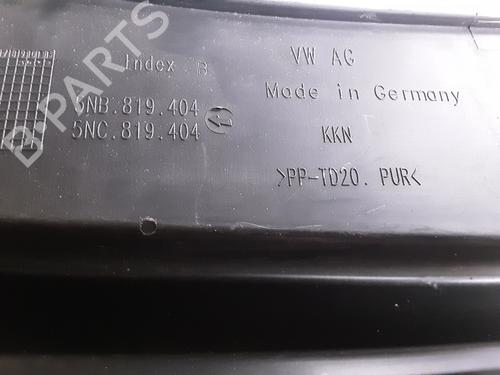 Index B
5NB.819.404
5NC.819.404
VW AG
Made in Germany
KKN
>PP-TD20. PUR<
B-PARTS